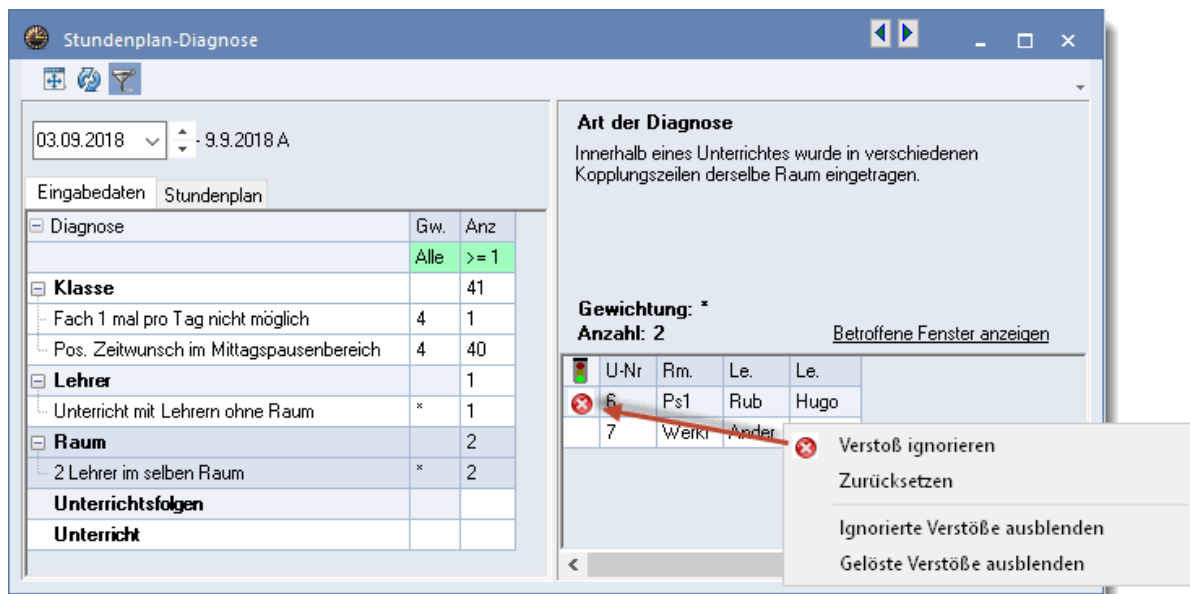 Stundenplan-Diagnose
03.09.2018 - 9.9.2018 A
Eingabedaten Stundenplan
Diagnose Gw. Anz
Alle >= 1
Klasse 41
Fach 1 mal pro Tag nicht möglich 4 1
Pos. Zeitwunsch im Mittagspausenbereich 4 40
Lehrer 1
Unterricht mit Lehrern ohne Raum * 1
Raum 2
2 Lehrer im selben Raum * 2
Unterrichtsfolgen
Unterricht
Art der Diagnose
Innerhalb eines Unterrichtes wurde in verschiedenen
Kopplungszeilen derselbe Raum eingetragen.
Gewichtung: *
Anzahl: 2 Betroffene Fenster anzeigen
U-Nr Rm. Le. Le.
6 Ps1 Rub Hugo
7 Werkr Ander
Verstoß ignorieren
Zurücksetzen
Ignorierte Verstöße ausblenden
Gelöste Verstöße ausblenden